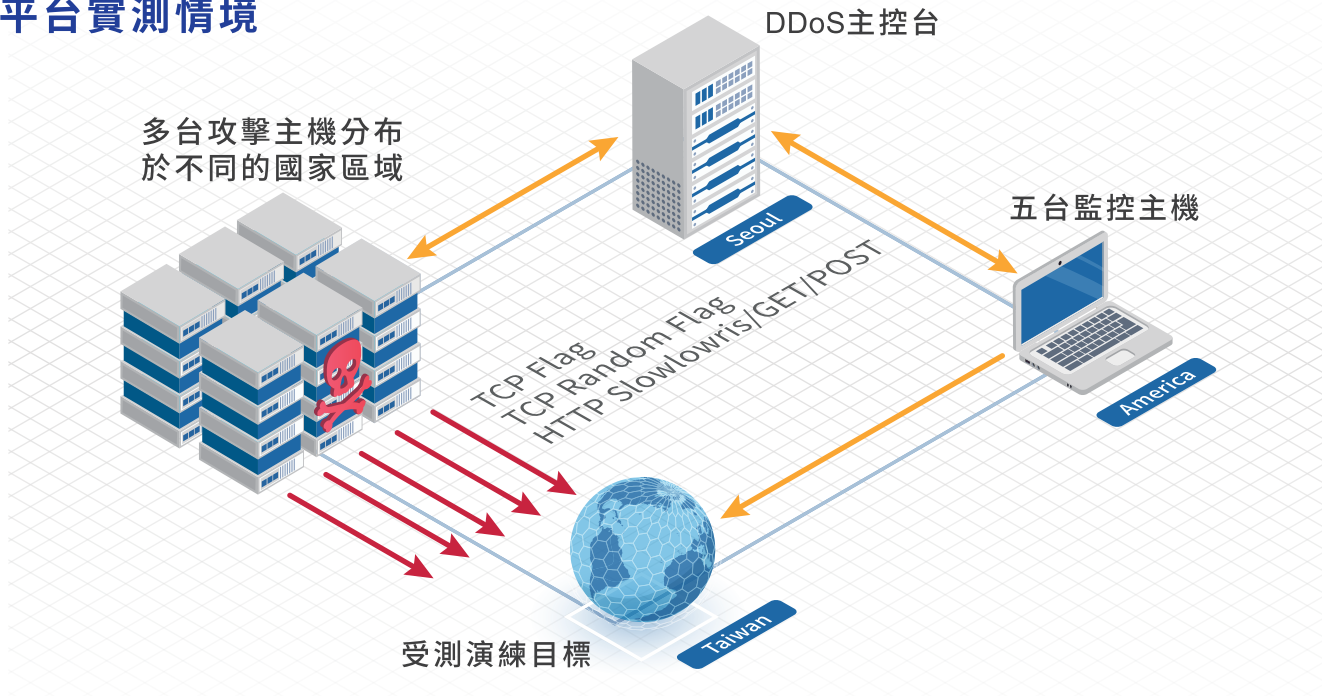 平台實測情境
DDoS主控台
多台攻擊主機分布
於不同的國家區域
五台監控主機
Seoul
TCP Flag
TCP Random Flag
HTTP Slowlowris/GET/POST
America
Taiwan
受測演練目標